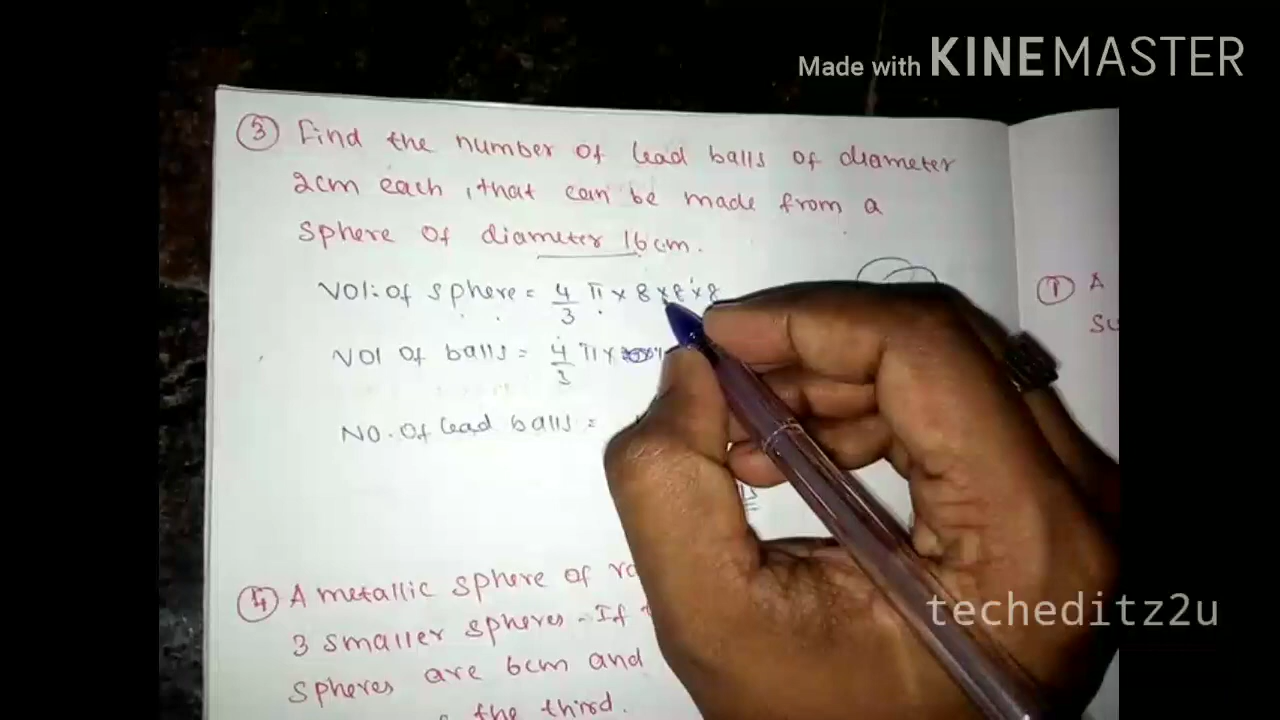 Made with KINEMASTER
③ Find the number of lead balls of diameter
2cm each, that can be made from a
sphere of diameter 16cm.
Vol: of sphere = 4/3 π × 8 × 8 × 8
Vol of balls = 4/3 π ×
No. of lead balls =
① A
④ A metallic sphere of
3 smaller spheres. If
spheres are 6cm and
the third.
techeditz2u